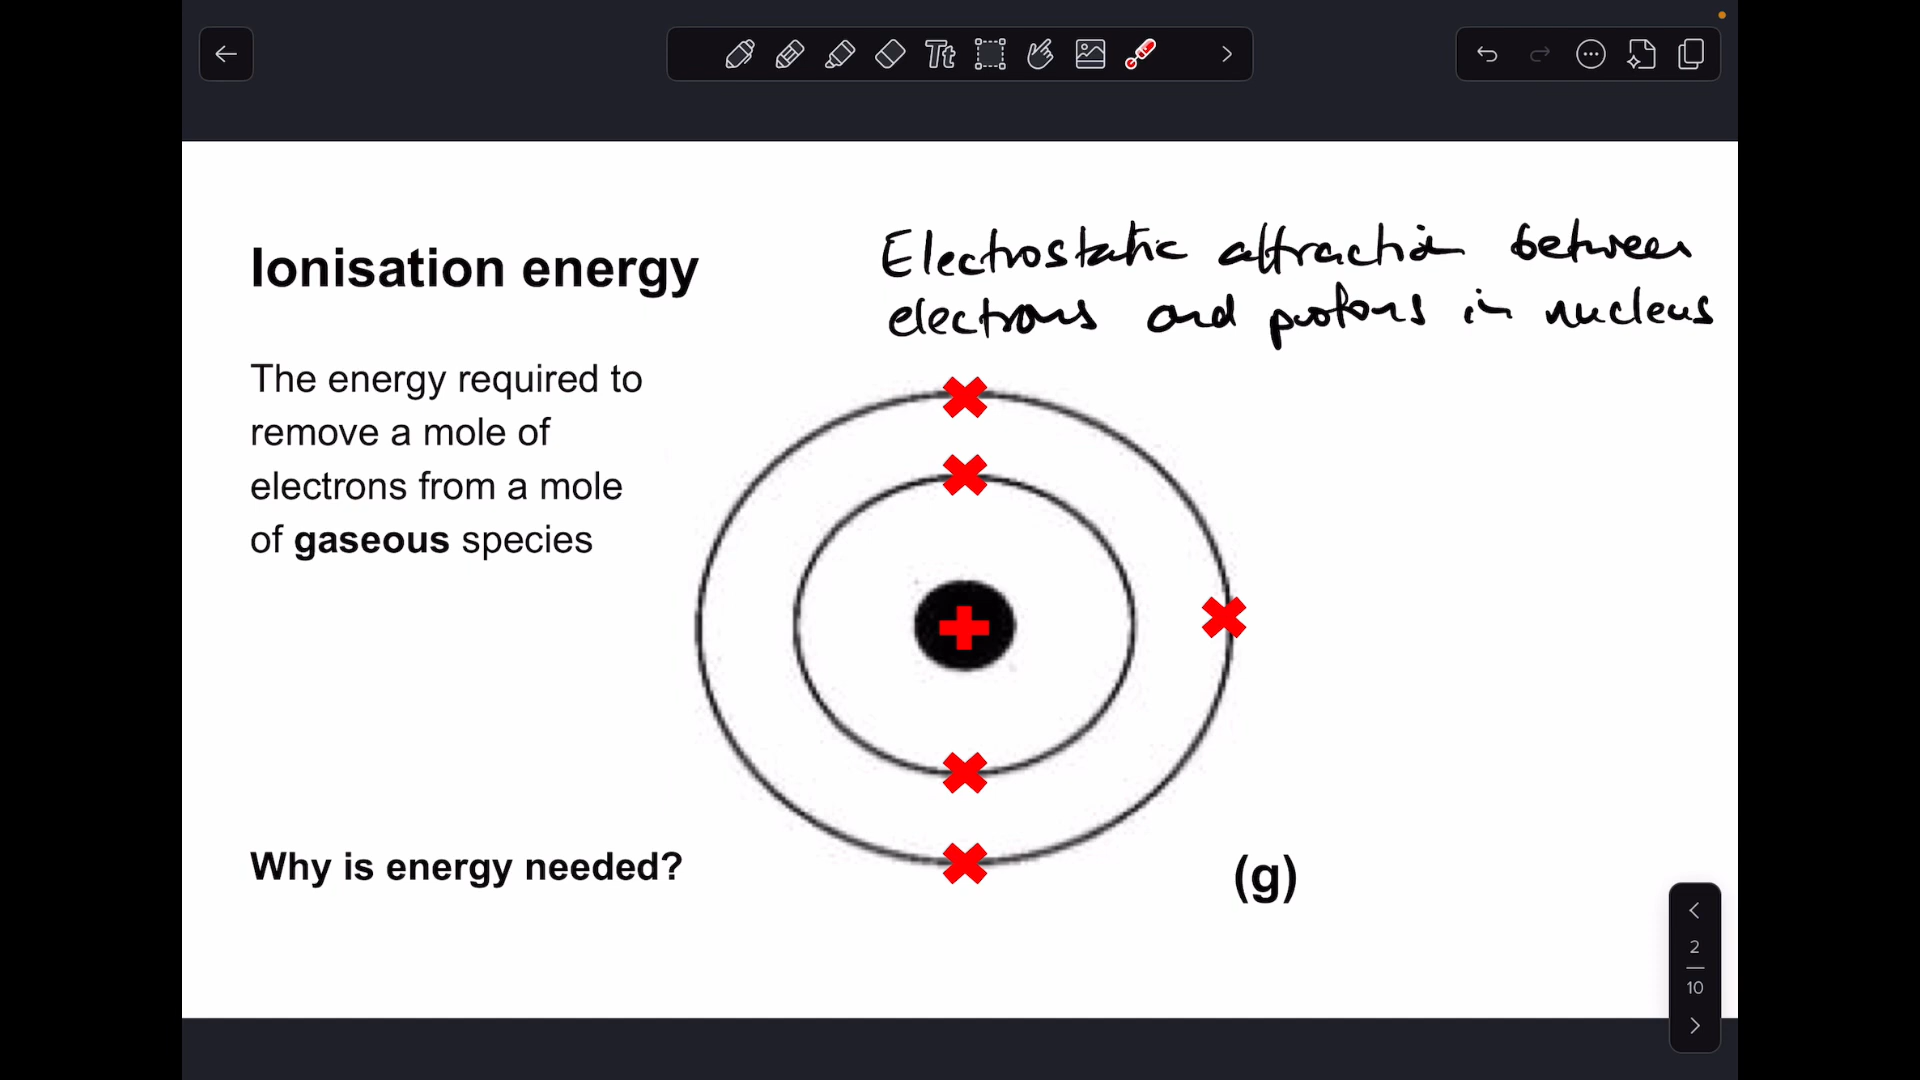 Tt
Ionisation energy
Electrostatic attraction between
electrons and protons in nucleus
The energy required to
remove a mole of
electrons from a mole
of gaseous species
Why is energy needed?
(g)
2
10